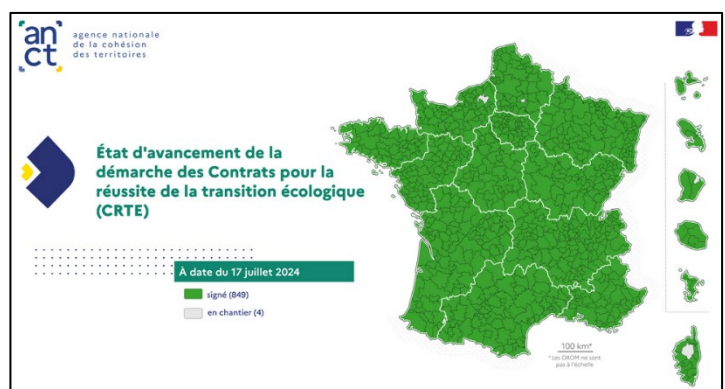 an
ct
agence nationale
de la cohésion
des territoires
État d'avancement de la
démarche des Contrats pour la
réussite de la transition écologique
(CRTE)
À date du 17 juillet 2024
signé (849)
en chantier (4)
100 km*
* Les DROM ne sont
pas à l'échelle